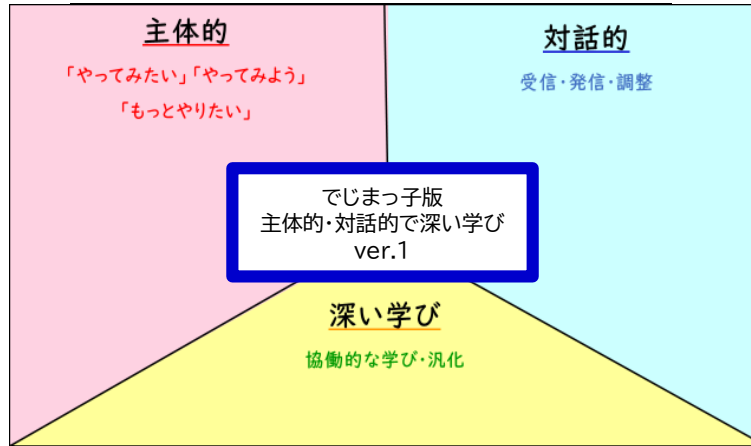 主体的
「やってみたい」「やってみよう」
「もっとやりたい」
対話的
受信・発信・調整
でじまっ子版
主体的・対話的で深い学び
ver.1
深い学び
協働的な学び・汎化